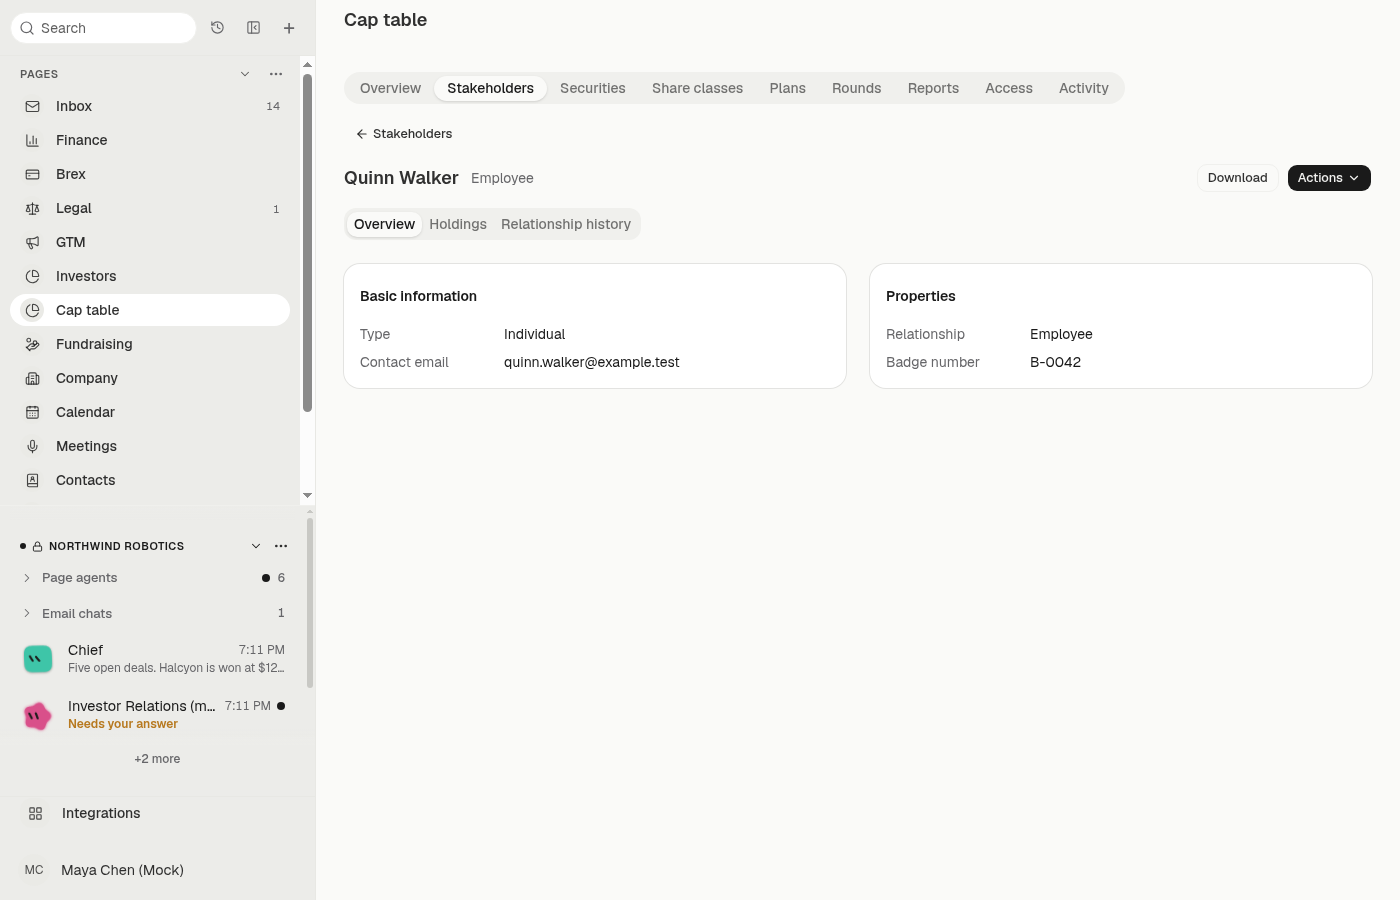 Search
PAGES
Inbox 14
Finance
Brex
Legal 1
GTM
Investors
Cap table
Fundraising
Company
Calendar
Meetings
Contacts
NORTHWIND ROBOTICS
Page agents 6
Email chats 1
Chief 7:11 PM
Five open deals. Halcyon is won at $12...
Investor Relations (m... 7:11 PM
Needs your answer
+2 more
Integrations
MC Maya Chen (Mock)
Cap table
Overview Stakeholders Securities Share classes Plans Rounds Reports Access Activity
Stakeholders
Quinn Walker Employee
Download Actions
Overview Holdings Relationship history
Basic information
Type Individual
Contact email quinn.walker@example.test
Properties
Relationship Employee
Badge number B-0042